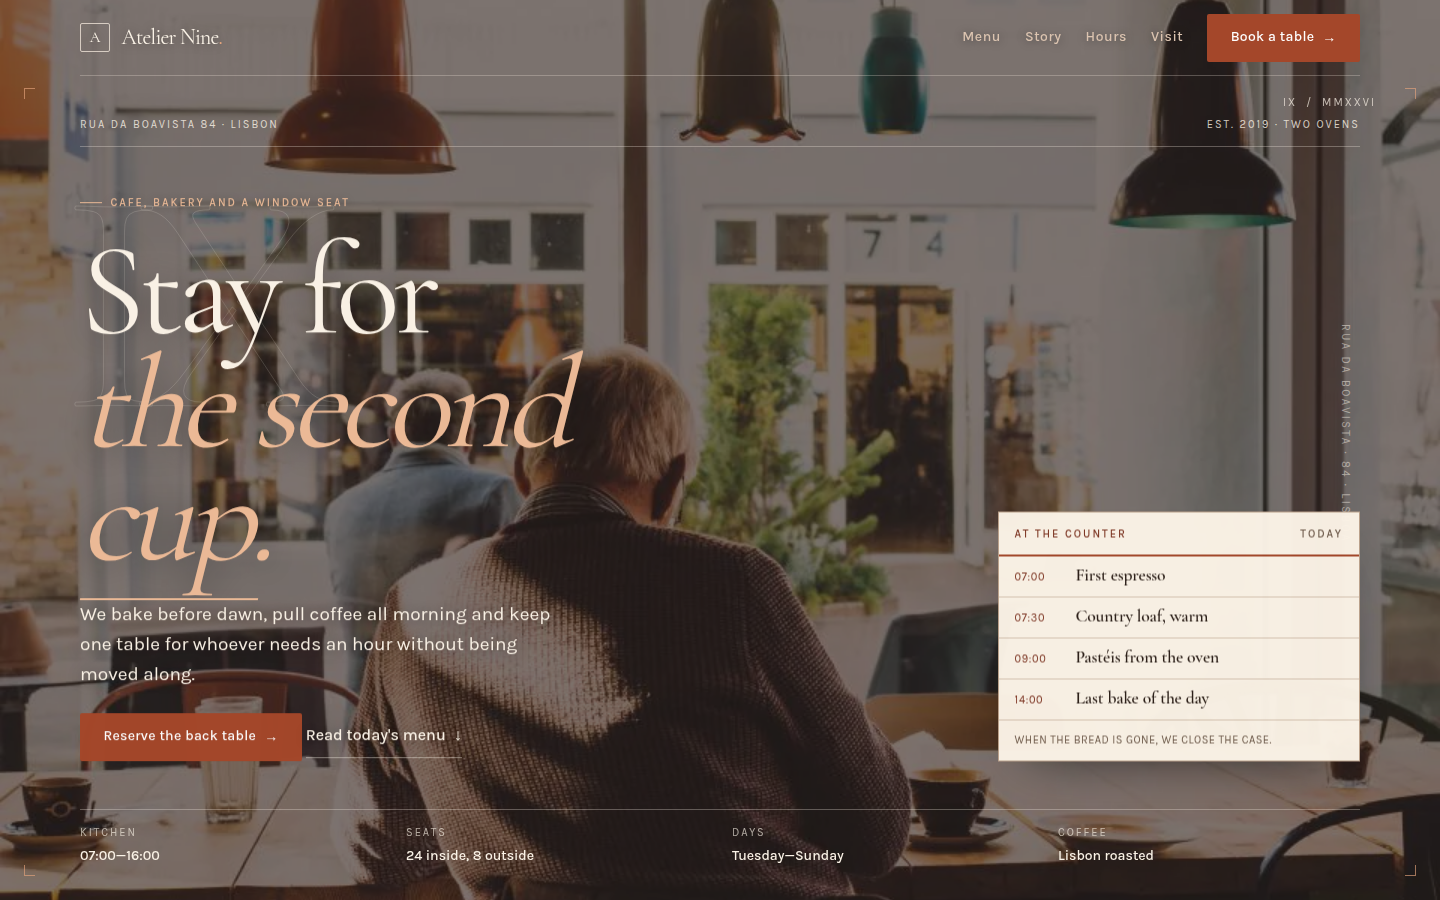 A Atelier Nine.
Menu Story Hours Visit Book a table →
IX / MMXXVI
RUA DA BOAVISTA 84 · LISBON
EST. 2019 · TWO OVENS
CAFE, BAKERY AND A WINDOW SEAT
IX
7 4
Stay for
the second
cup.
We bake before dawn, pull coffee all morning and keep
one table for whoever needs an hour without being
moved along.
Reserve the back table →
Read today's menu ↓
RUA DA BOAVISTA · 84 · LIS
AT THE COUNTER TODAY
07:00 First espresso
07:30 Country loaf, warm
09:00 Pastéis from the oven
14:00 Last bake of the day
WHEN THE BREAD IS GONE, WE CLOSE THE CASE.
KITCHEN
07:00—16:00
SEATS
24 inside, 8 outside
DAYS
Tuesday—Sunday
COFFEE
Lisbon roasted